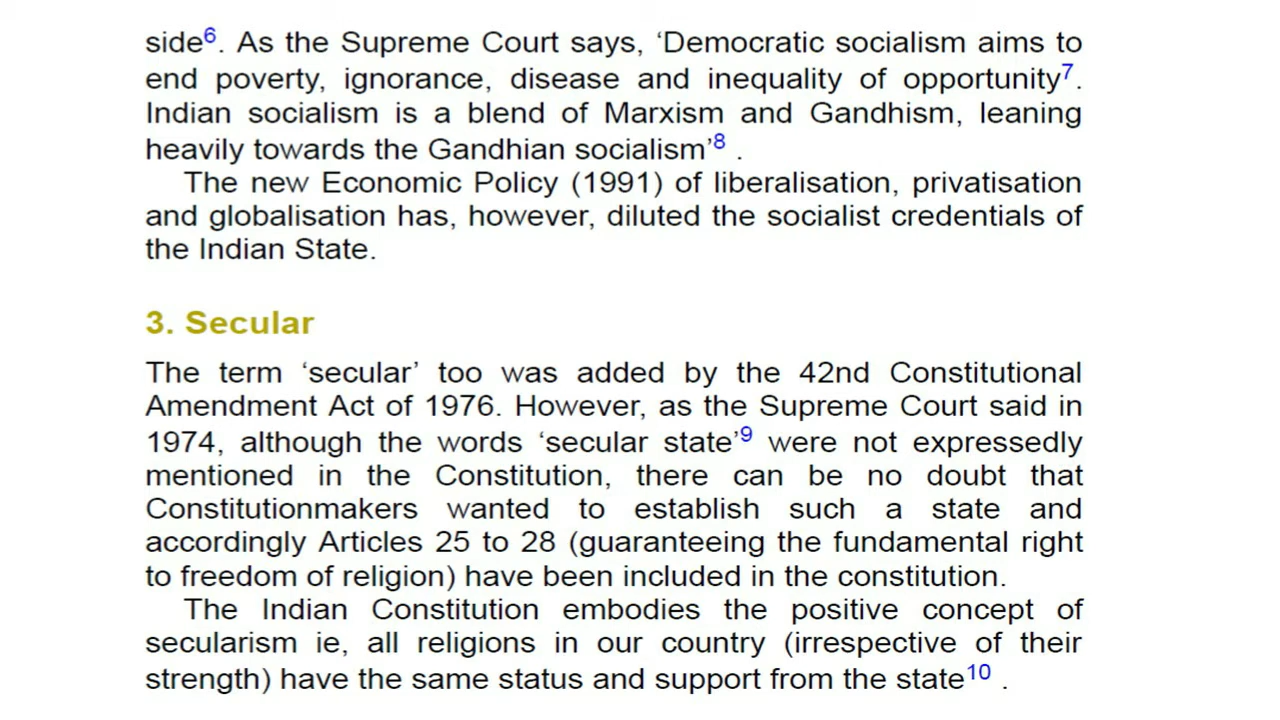 side6. As the Supreme Court says, ‘Democratic socialism aims to
end poverty, ignorance, disease and inequality of opportunity7.
Indian socialism is a blend of Marxism and Gandhism, leaning
heavily towards the Gandhian socialism’8 .
The new Economic Policy (1991) of liberalisation, privatisation
and globalisation has, however, diluted the socialist credentials of
the Indian State.
3. Secular
The term ‘secular’ too was added by the 42nd Constitutional
Amendment Act of 1976. However, as the Supreme Court said in
1974, although the words ‘secular state’9 were not expressedly
mentioned in the Constitution, there can be no doubt that
Constitutionmakers wanted to establish such a state and
accordingly Articles 25 to 28 (guaranteeing the fundamental right
to freedom of religion) have been included in the constitution.
The Indian Constitution embodies the positive concept of
secularism ie, all religions in our country (irrespective of their
strength) have the same status and support from the state10 .